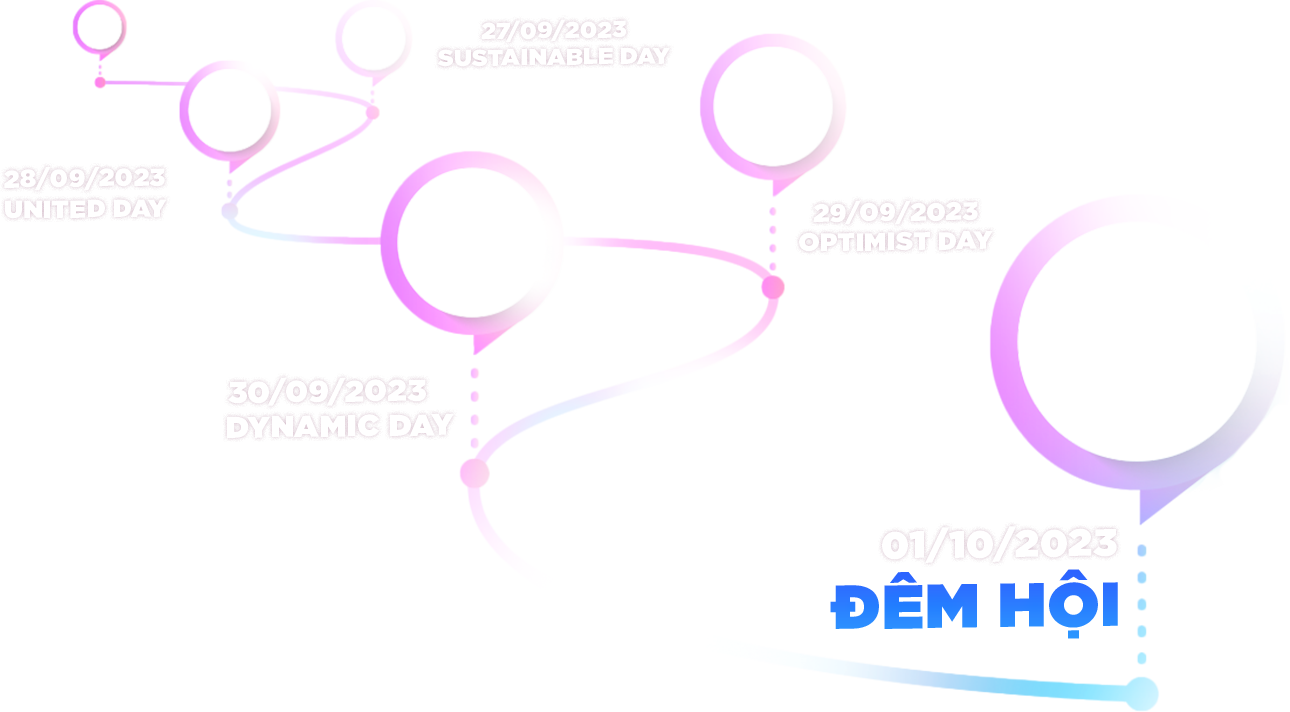 27/09/2023
SUSTAINABLE DAY
28/09/2023
UNITED DAY
29/09/2023
OPTIMIST DAY
30/09/2023
DYNAMIC DAY
01/10/2023
ĐÊM HỘI